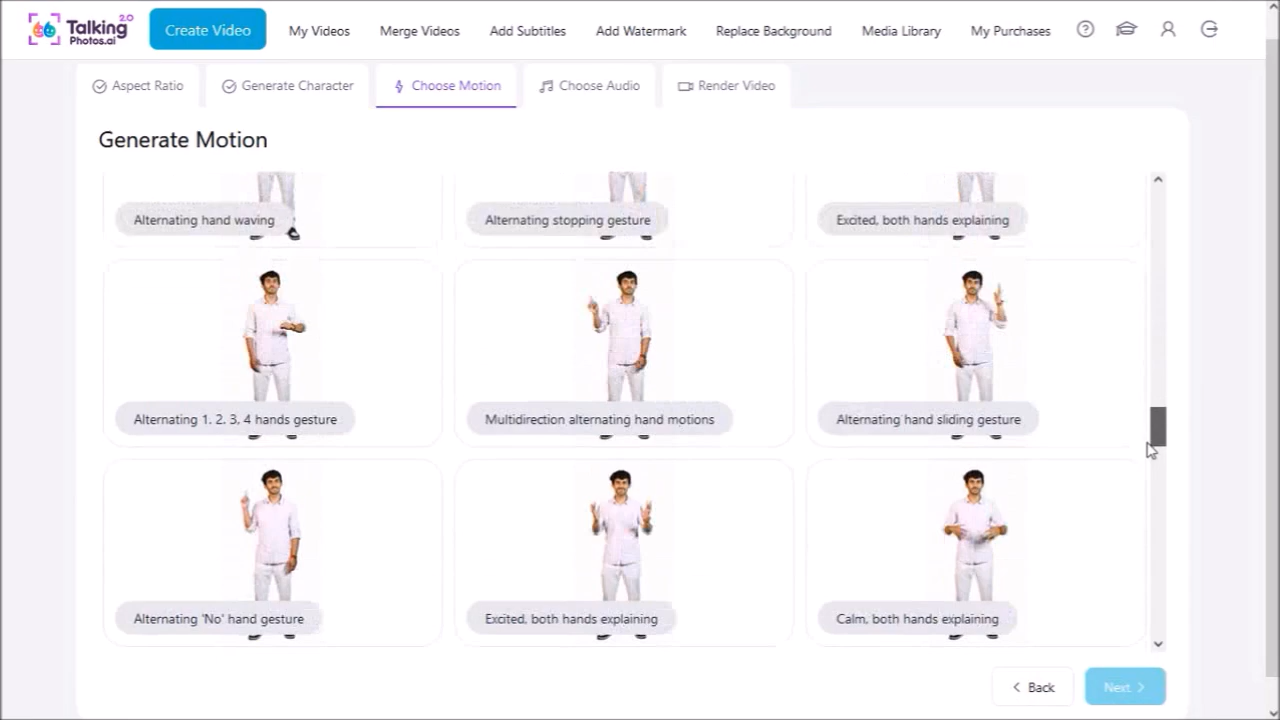 Talking 2.0
Photos.ai
Create Video
My Videos
Merge Videos
Add Subtitles
Add Watermark
Replace Background
Media Library
My Purchases
Aspect Ratio
Generate Character
Choose Motion
Choose Audio
Render Video
Generate Motion
Alternating hand waving
Alternating stopping gesture
Excited, both hands explaining
Alternating 1, 2, 3, 4 hands gesture
Multidirection alternating hand motions
Alternating hand sliding gesture
Alternating 'No' hand gesture
Excited, both hands explaining
Calm, both hands explaining
Back
Next